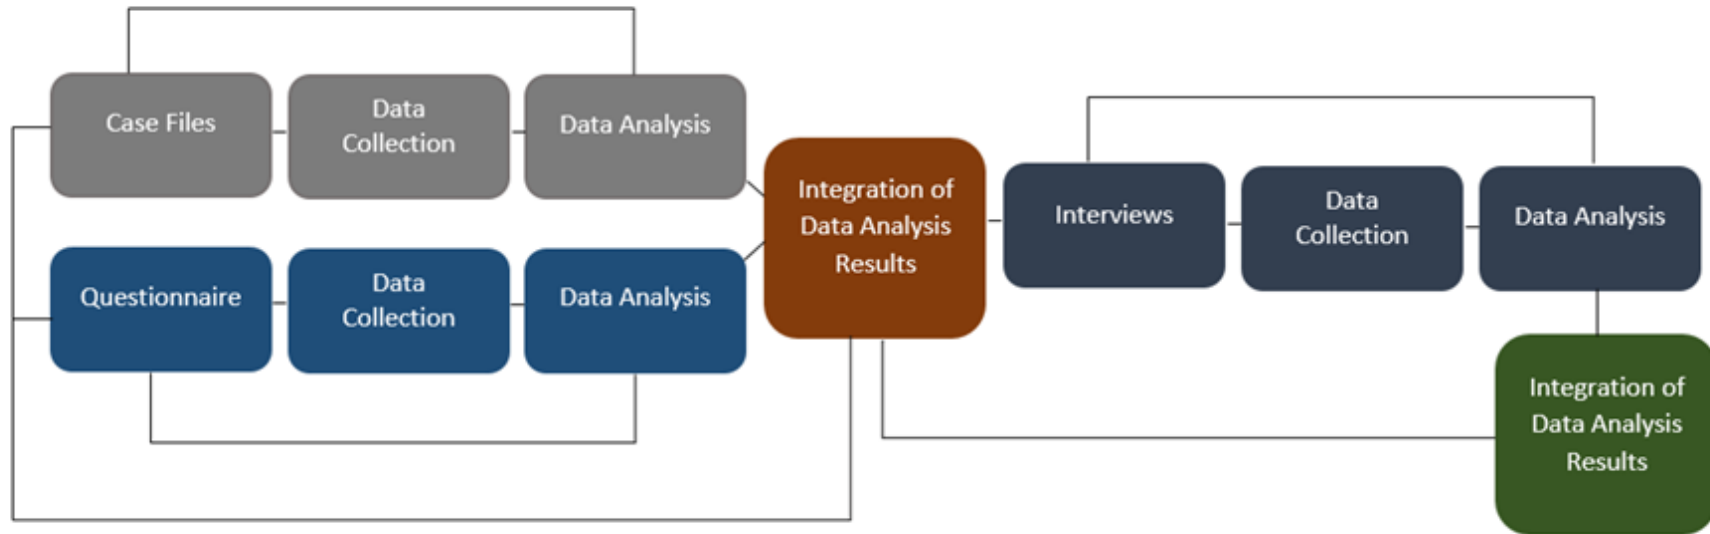 Case Files
Data
Collection
Data Analysis
Questionnaire
Data
Collection
Data Analysis
Integration of
Data Analysis
Results
Interviews
Data
Collection
Data Analysis
Integration of
Data Analysis
Results